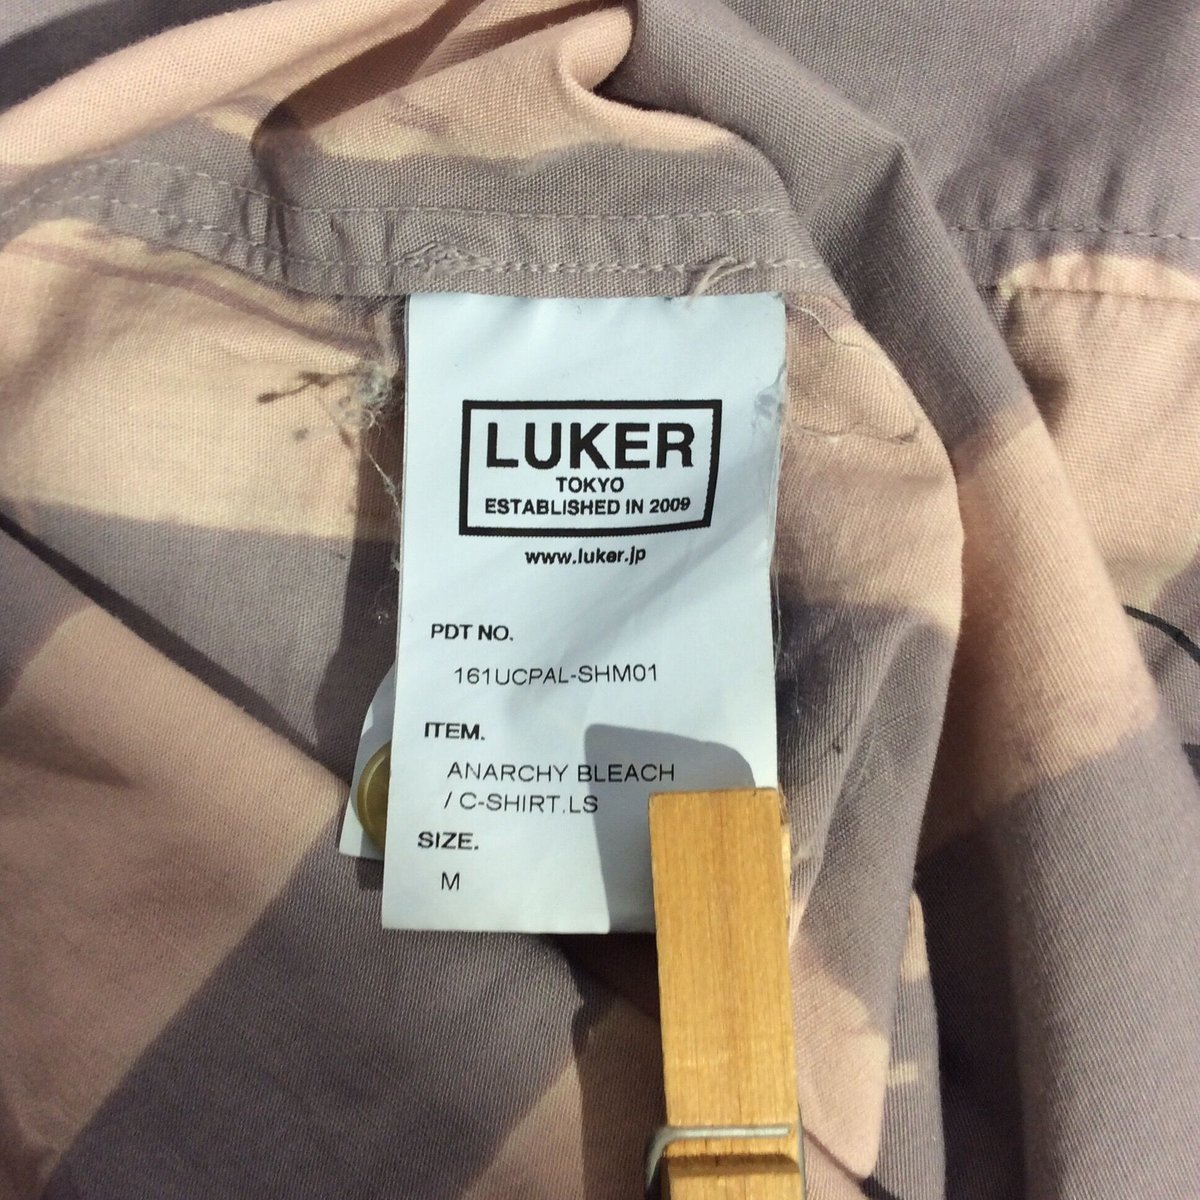 LUKER
TOKYO
ESTABLISHED IN 2009
www.luker.jp
PDT NO.
161UCPAL-SHM01
ITEM.
ANARCHY BLEACH
/ C-SHIRT.LS
SIZE.
M